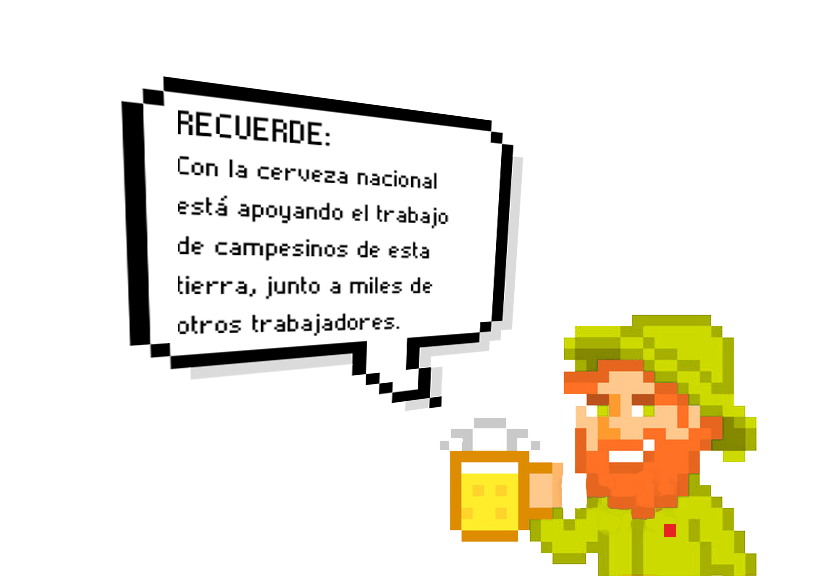 RECUERDE:
Con la cerveza nacional
está apoyando el trabajo
de campesinos de esta
tierra, junto a miles de
otros trabajadores.